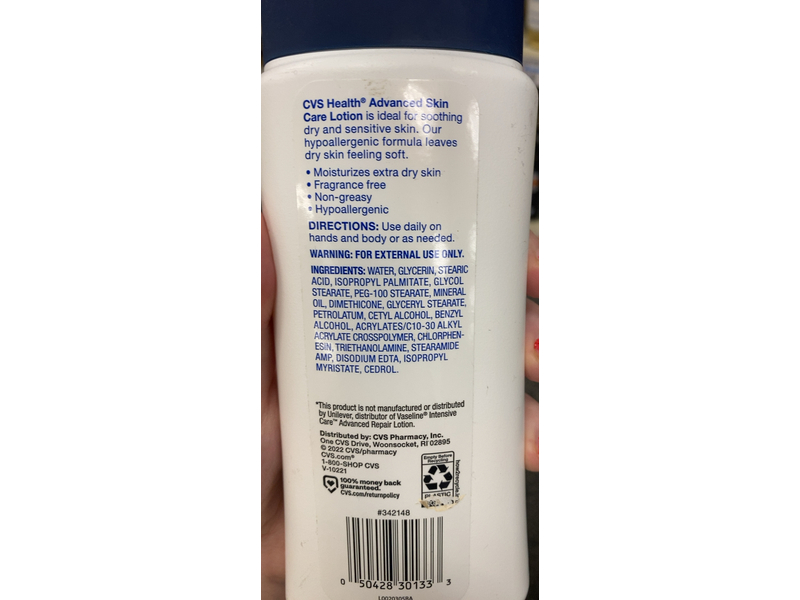 CVS Health® Advanced Skin
Care Lotion is ideal for soothing
dry and sensitive skin. Our
hypoallergenic formula leaves
dry skin feeling soft.
• Moisturizes extra dry skin
• Fragrance free
• Non-greasy
• Hypoallergenic
DIRECTIONS: Use daily on
hands and body or as needed.
WARNING: FOR EXTERNAL USE ONLY.
INGREDIENTS: WATER, GLYCERIN, STEARIC
ACID, ISOPROPYL PALMITATE, GLYCOL
STEARATE, PEG-100 STEARATE, MINERAL
OIL, DIMETHICONE, GLYCERYL STEARATE,
PETROLATUM, CETYL ALCOHOL, BENZYL
ALCOHOL, ACRYLATES/C10-30 ALKYL
ACRYLATE CROSSPOLYMER, CHLORPHEN-
ESIN, TRIETHANOLAMINE, STEARAMIDE
AMP, DISODIUM EDTA, ISOPROPYL
MYRISTATE, CEDROL.
*This product is not manufactured or distributed
by Unilever, distributor of Vaseline® Intensive
Care™ Advanced Repair Lotion.
Distributed by: CVS Pharmacy, Inc.
One CVS Drive, Woonsocket, RI 02895
© 2022 CVS/pharmacy
CVS.com®
1-800-SHOP CVS
V-10221
100% money back
guaranteed.
CVS.com/returnpolicy
Empty Before
Recycling
PLASTIC
how2recycle.info
#342148
0 50428 30133 3
L0020305BA